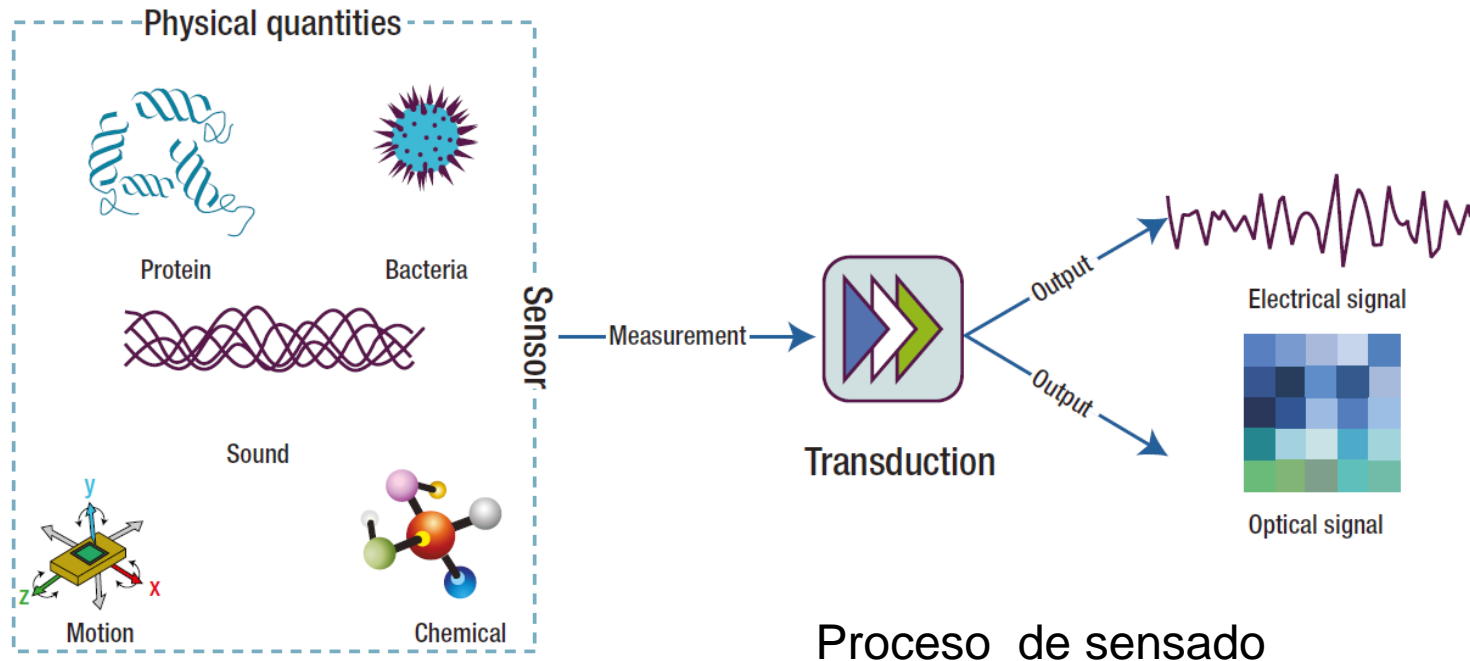 Physical quantities
Protein
Bacteria
Sound
y
z
x
Motion
Chemical
Sensor
Measurement
Transduction
Output
Output
Electrical signal
Optical signal
Proceso de sensado